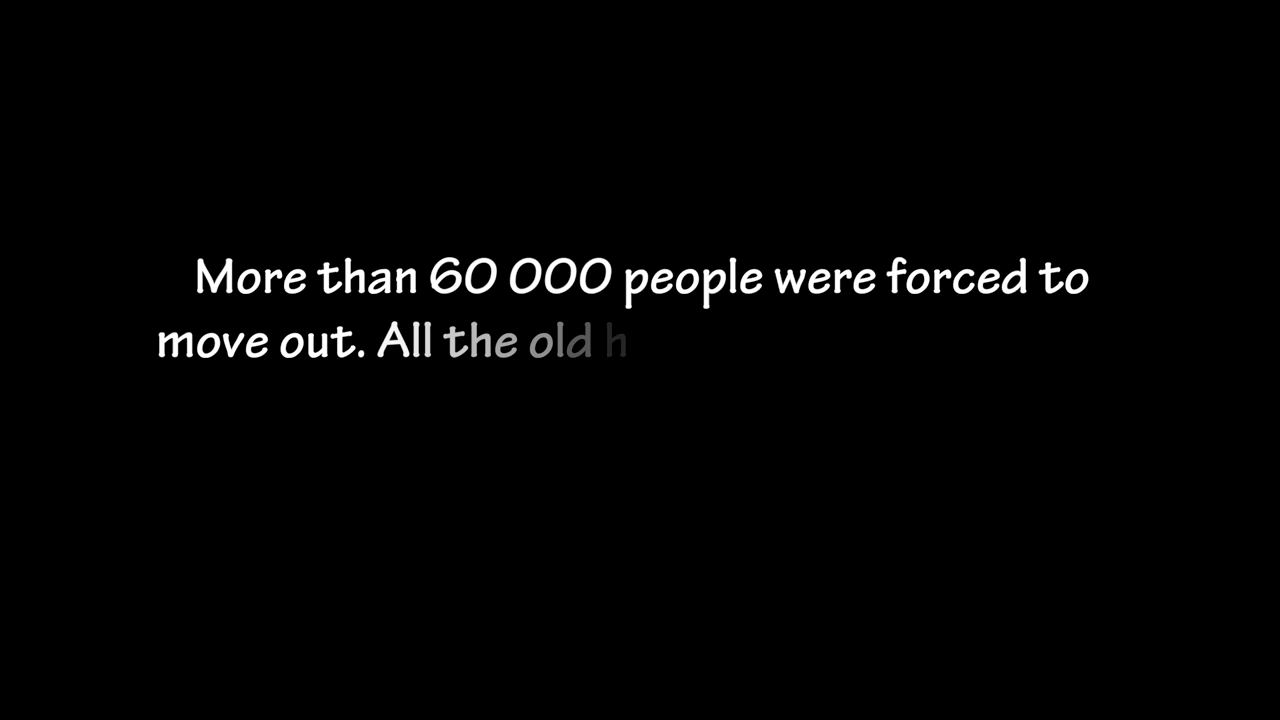 More than 60 000 people were forced to
move out. All the old h